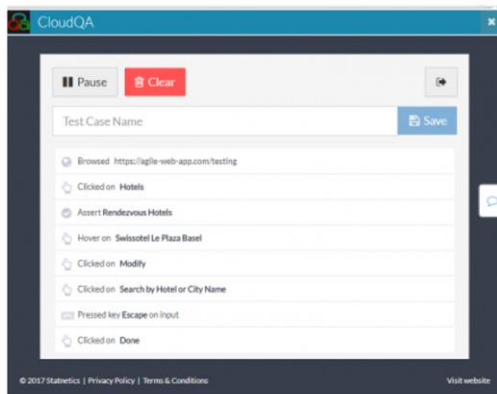 CloudQA
Pause Clear
Test Case Name Save
Browsed https://agile-web-app.com/testing
Clicked on Hotels
Assert Rendezvous Hotels
Hover on Swissotel Le Plaza Basel
Clicked on Modify
Clicked on Search by Hotel or City Name
Pressed key Escape on input
Clicked on Done
© 2017 Statnetics | Privacy Policy | Terms & Conditions Visit website